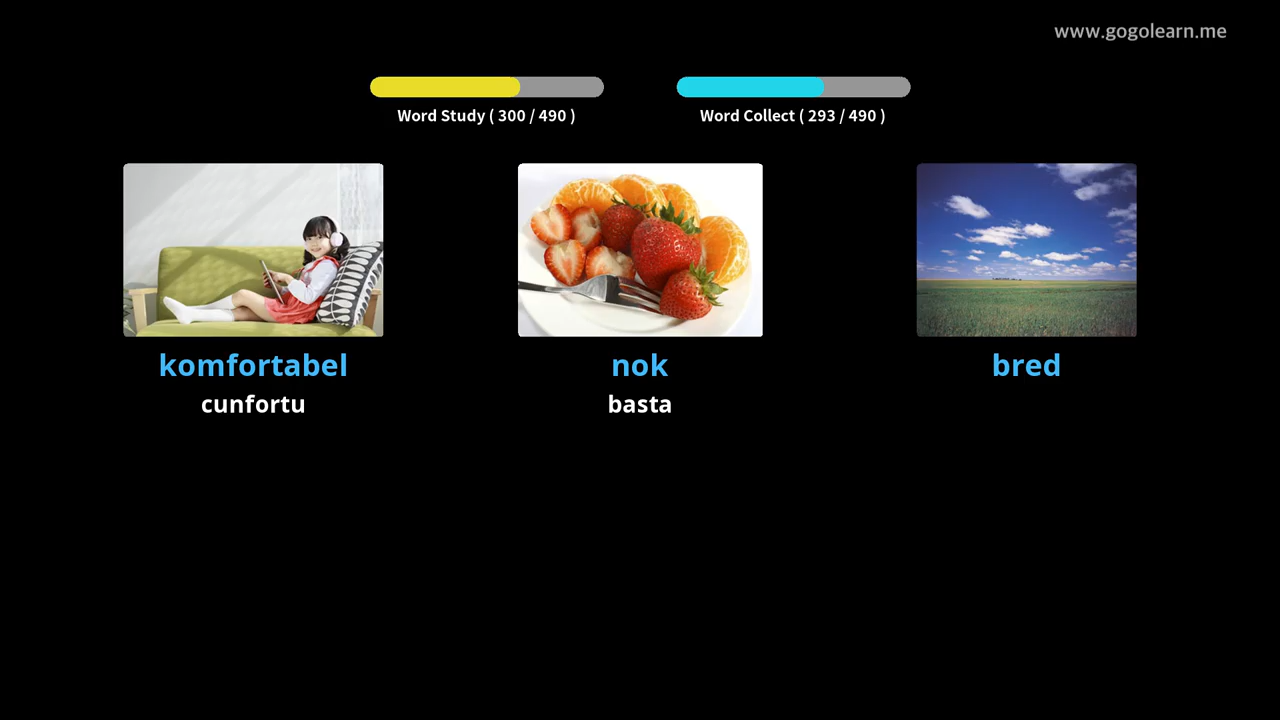 www.gogolearn.me
Word Study ( 300 / 490 )
Word Collect ( 293 / 490 )
komfortabel
nok
bred
cunfortu
basta